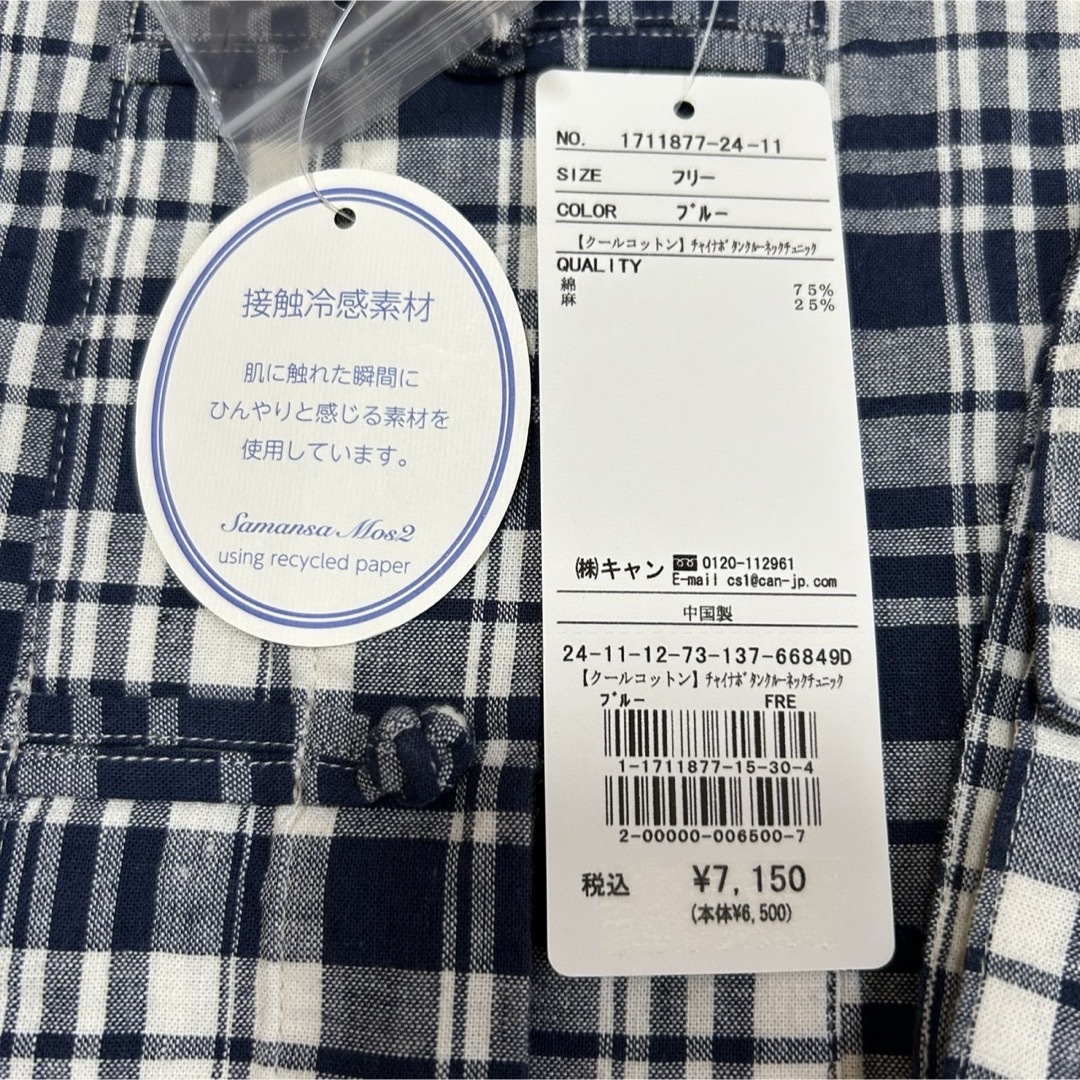 接触冷感素材
肌に触れた瞬間に
ひんやりと感じる素材を
使用しています。
Samansa Mos2
using recycled paper
NO. 1711877-24-11
SIZE フリー
COLOR ﾌﾞﾙｰ
【クールコットン】ﾁｬｲﾅﾎﾞﾀﾝｸﾙｰﾈｯｸﾁｭﾆｯｸ
QUALITY
綿 75%
麻 25%
㈱キャン 0120-112961
E-mail cs1@can-jp.com
中国製
24-11-12-73-137-66849D
【クールコットン】ﾁｬｲﾅﾎﾞﾀﾝｸﾙｰﾈｯｸﾁｭﾆｯｸ
ﾌﾞﾙｰ FRE
1-1711877-15-30-4
2-00000-006500-7
税込 ¥7,150
(本体¥6,500)